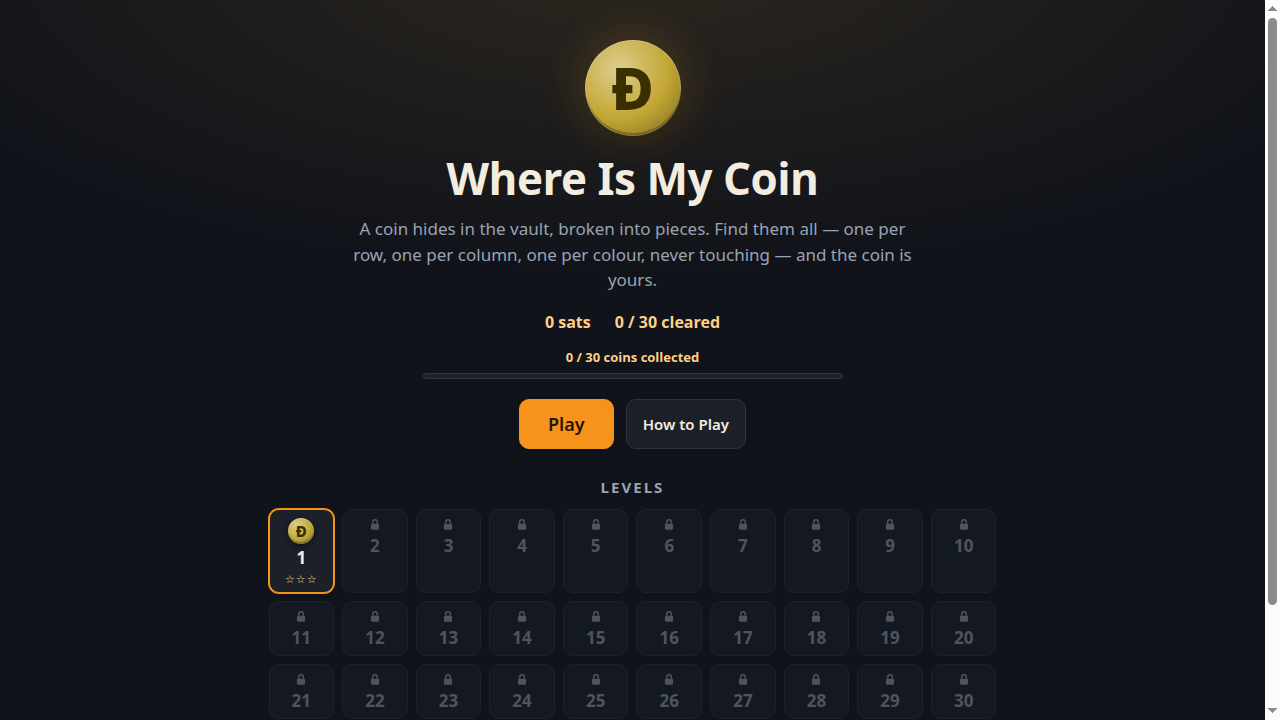 Ð
Where Is My Coin
A coin hides in the vault, broken into pieces. Find them all — one per
row, one per column, one per colour, never touching — and the coin is
yours.
0 sats 0 / 30 cleared
0 / 30 coins collected
Play How to Play
LEVELS
Ð
1 2 3 4 5 6 7 8 9 10
☆☆☆
11 12 13 14 15 16 17 18 19 20
21 22 23 24 25 26 27 28 29 30